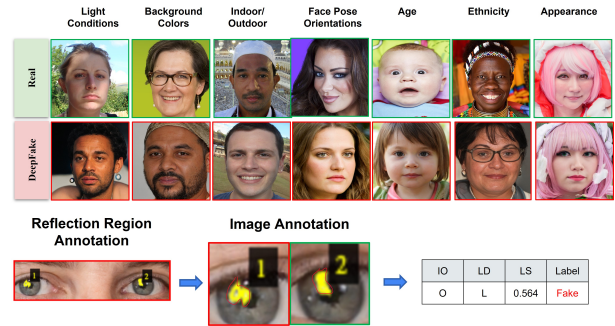 Light Conditions
Background Colors
Indoor/ Outdoor
Face Pose Orientations
Age
Ethnicity
Appearance
Real
DeepFake
Reflection Region Annotation
Image Annotation
1
2
1
2
IO LD LS Label
O L 0.564 Fake